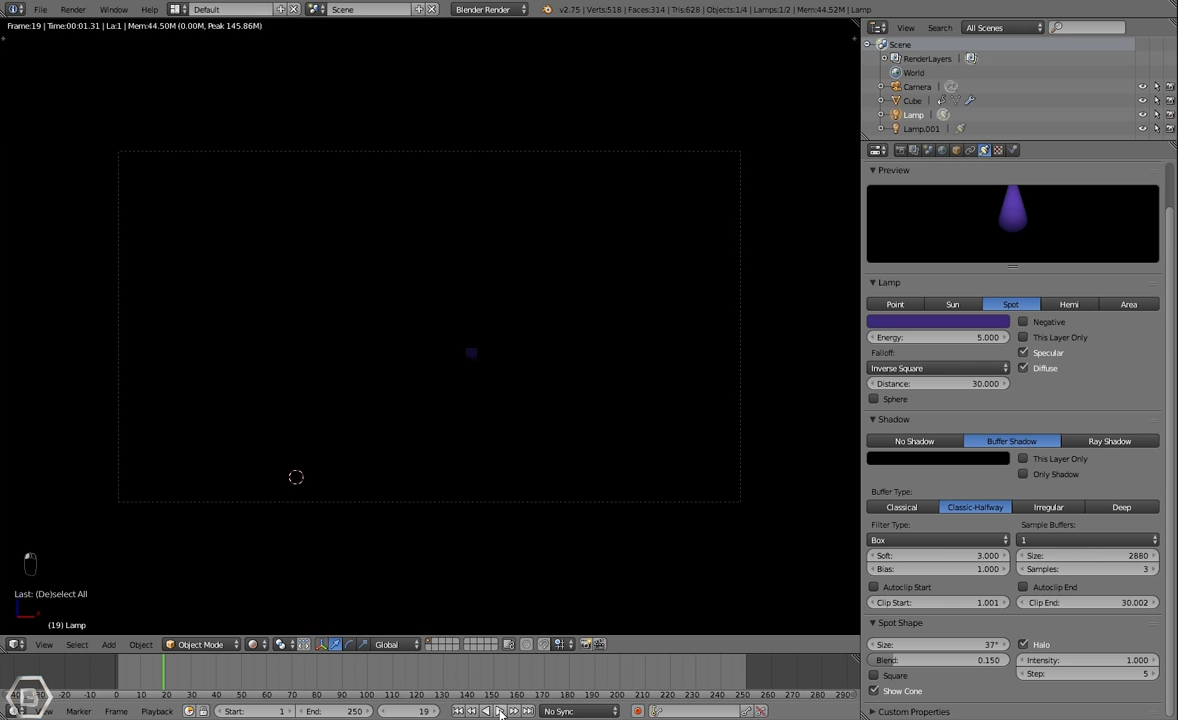 File Render Window Help Default Scene Blender Render v2.75 | Verts:518 | Faces:314 | Tris:628 | Objects:1/4 | Lamps:1/2 | Mem:44.52M | Lamp
Frame:19 | Time:00:01.31 | La:1 | Mem:44.50M (0.00M, Peak 145.86M)
View Search All Scenes
Scene
RenderLayers
World
Camera
Cube
Lamp
Lamp.001
Preview
Lamp
Point Sun Spot Hemi Area
Negative
Energy: 5.000 This Layer Only
Falloff: Specular
Inverse Square Diffuse
Distance: 30.000
Sphere
Shadow
No Shadow Buffer Shadow Ray Shadow
This Layer Only
Only Shadow
Buffer Type:
Classical Classic-Halfway Irregular Deep
Filter Type: Sample Buffers:
Box 1
Soft: 3.000 Size: 2880
Bias: 1.000 Samples: 3
Autoclip Start Autoclip End
Clip Start: 1.001 Clip End: 30.002
Spot Shape
Size: 37° Halo
Blend: 0.150 Intensity: 1.000
Square Step: 5
Show Cone
Custom Properties
Last: (De)select All
(19) Lamp
View Select Add Object Object Mode Global
-20 -10 0 10 20 30 40 50 60 70 80 90 100 110 120 130 140 150 160 170 180 190 200 210 220 230 240 250 260 270 280 290
Marker Frame Playback Start: 1 End: 250 19 No Sync